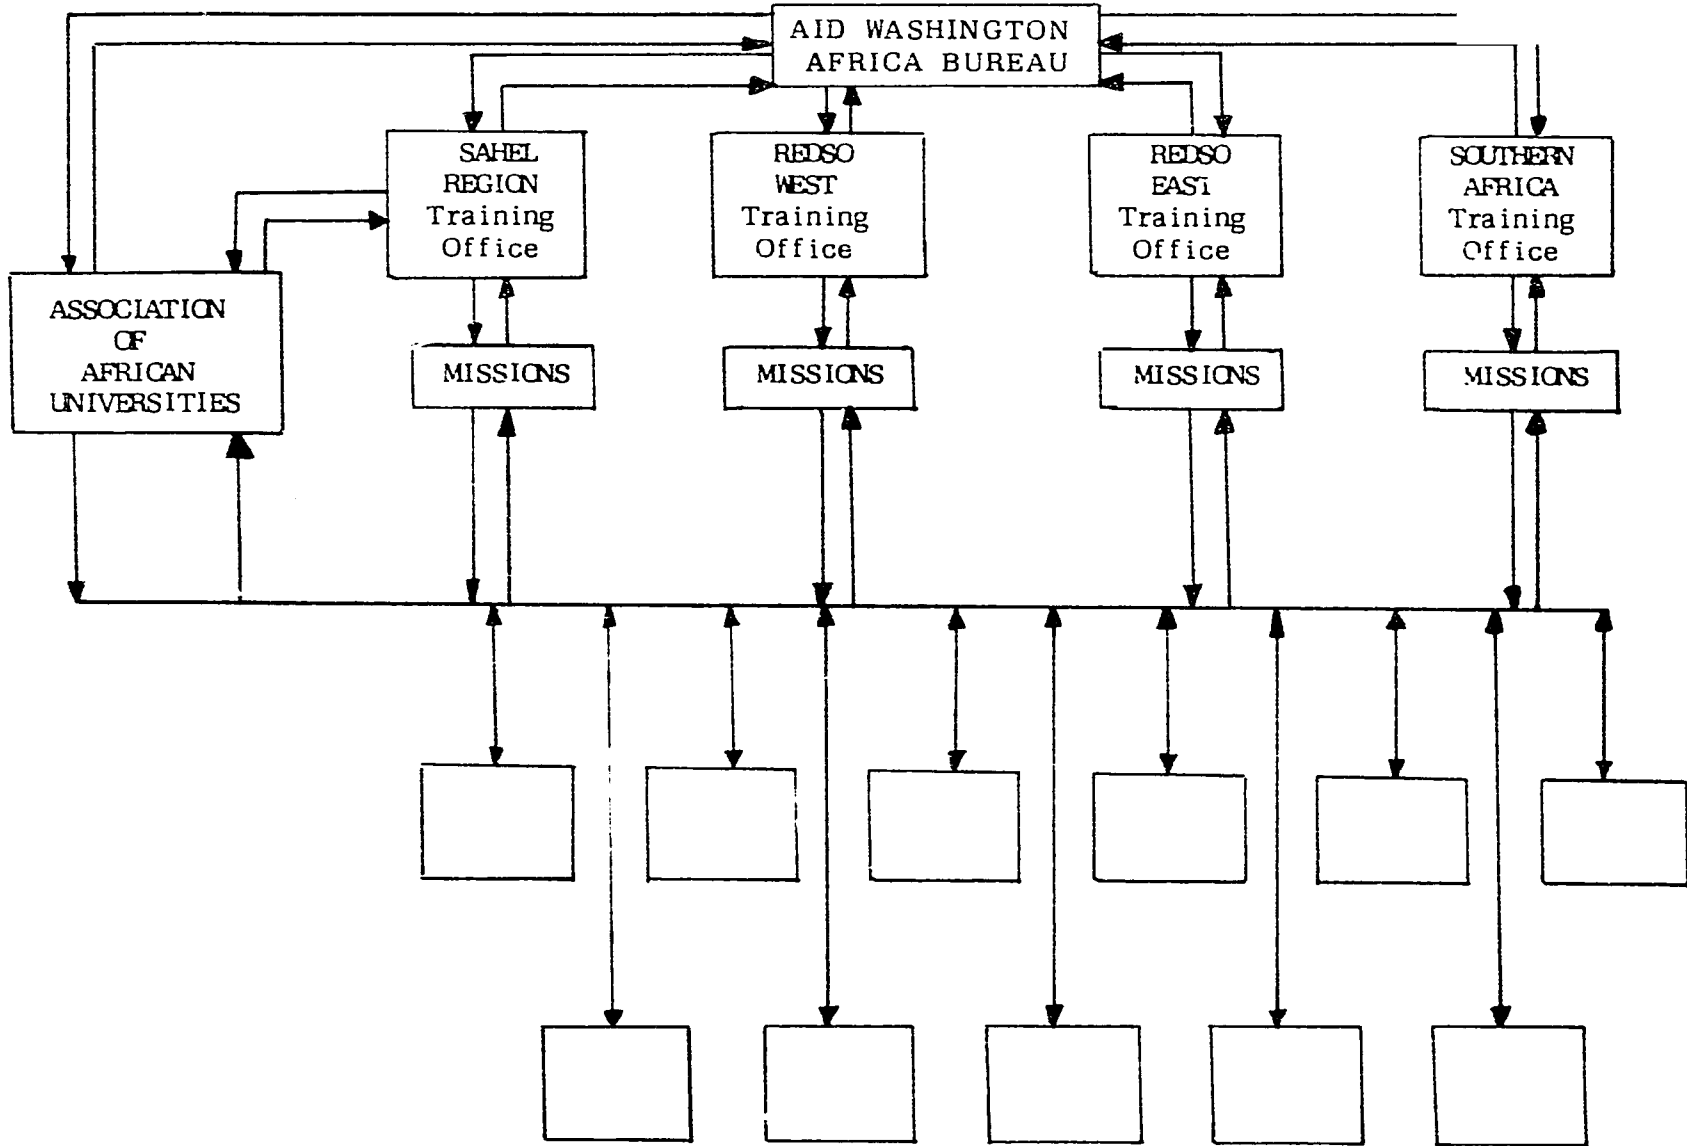 AID WASHINGTON
AFRICA BUREAU
SAHEL
REGION
Training
Office
REDSO
WEST
Training
Office
REDSO
EAST
Training
Office
SOUTHERN
AFRICA
Training
Office
ASSOCIATION
OF
AFRICAN
UNIVERSITIES
MISSIONS
MISSIONS
MISSIONS
MISSIONS